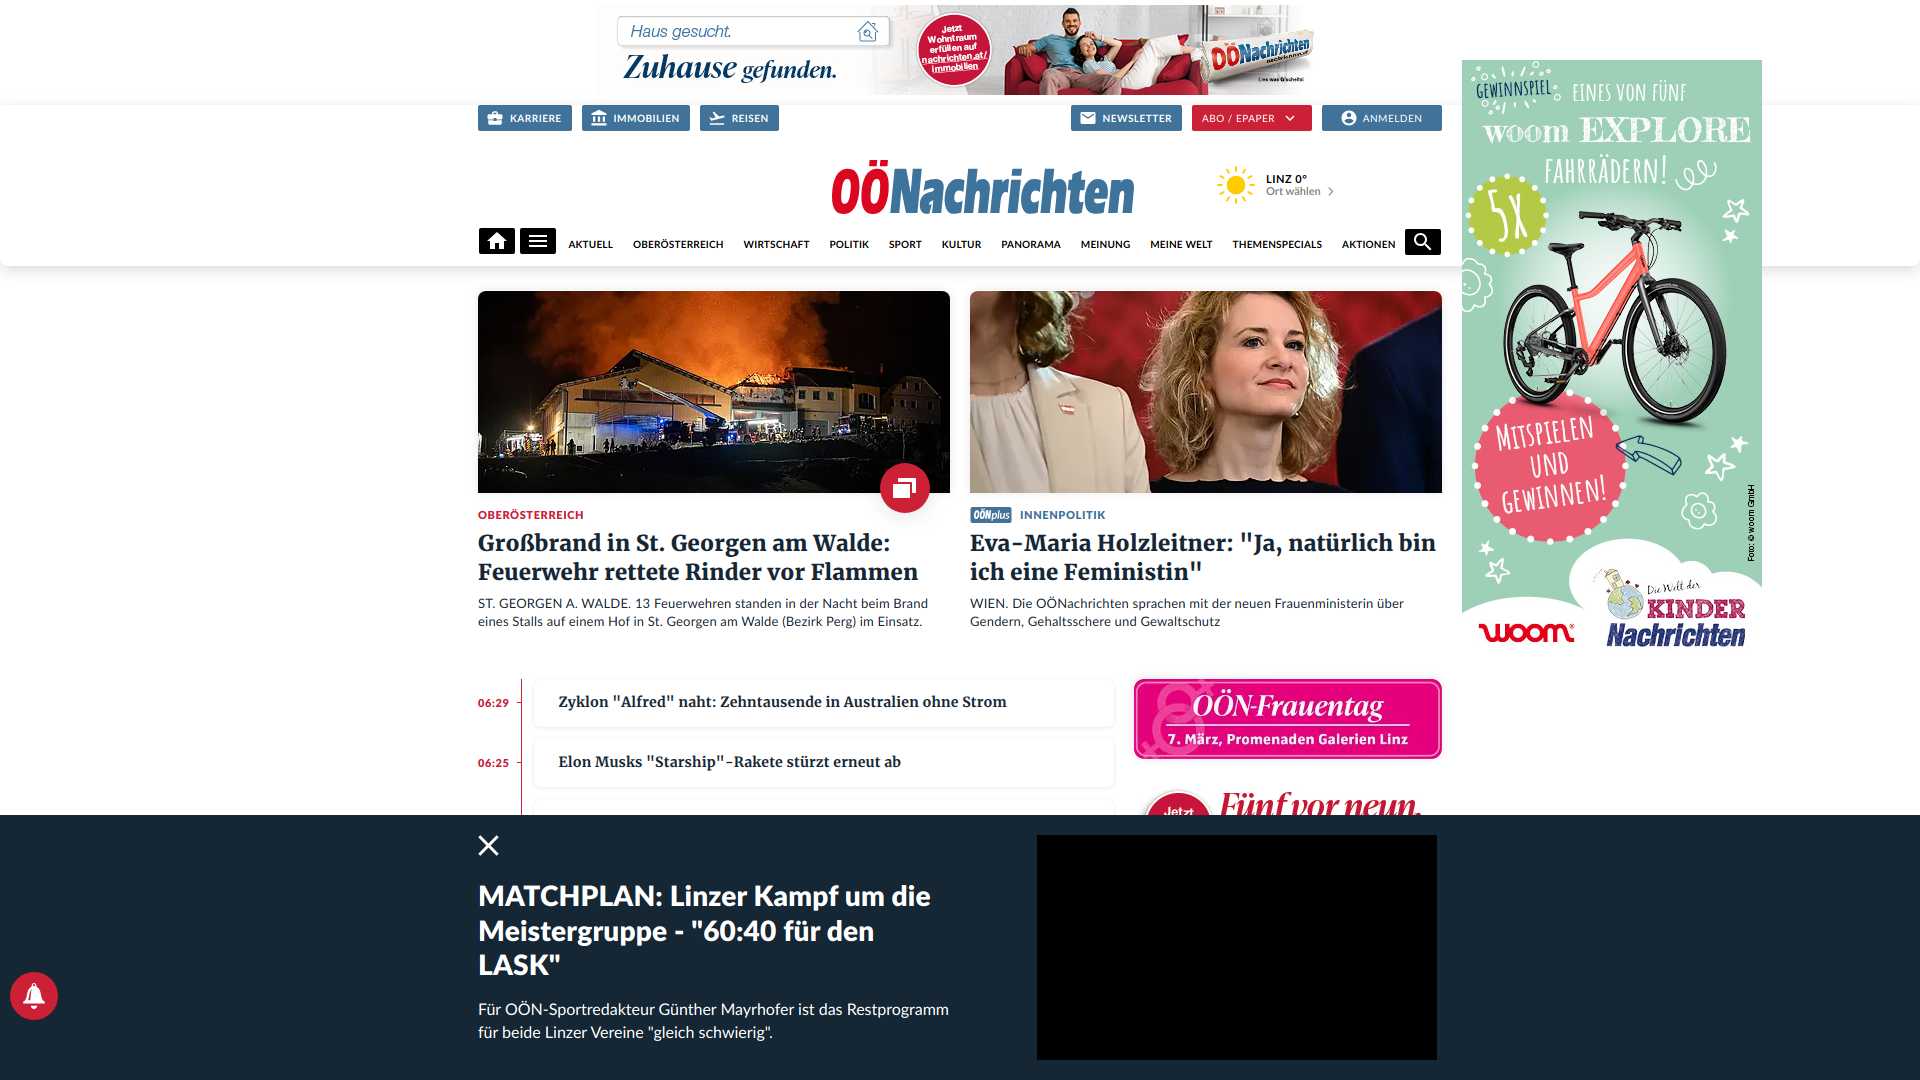 Haus gesucht.
Zuhause gefunden.
Jetzt
Wohntraum
erfüllen auf
nachrichten.at/
immobilien
OÖNachrichten
Lies was G'scheits!
KARRIERE
IMMOBILIEN
REISEN
NEWSLETTER
ABO / EPAPER
ANMELDEN
OÖNachrichten
LINZ 0°
Ort wählen
AKTUELL
OBERÖSTERREICH
WIRTSCHAFT
POLITIK
SPORT
KULTUR
PANORAMA
MEINUNG
MEINE WELT
THEMENSPECIALS
AKTIONEN
GEWINNSPIEL
EINES VON FÜNF
woom EXPLORE
FAHRRÄDERN!
5X
MITSPIELEN
UND
GEWINNEN!
Foto: © woom GmbH
Die Welt der
KINDER
Nachrichten
woom
OBERÖSTERREICH
Großbrand in St. Georgen am Walde:
Feuerwehr rettete Rinder vor Flammen
ST. GEORGEN A. WALDE. 13 Feuerwehren standen in der Nacht beim Brand
eines Stalls auf einem Hof in St. Georgen am Walde (Bezirk Perg) im Einsatz.
OÖNplus INNENPOLITIK
Eva-Maria Holzleitner: "Ja, natürlich bin
ich eine Feministin"
WIEN. Die OÖNachrichten sprachen mit der neuen Frauenministerin über
Gendern, Gehaltsschere und Gewaltschutz
06:29 Zyklon "Alfred" naht: Zehntausende in Australien ohne Strom
06:25 Elon Musks "Starship"-Rakete stürzt erneut ab
OÖN-Frauentag
7. März, Promenaden Galerien Linz
Jetzt
Fünf vor neun.
MATCHPLAN: Linzer Kampf um die
Meistergruppe - "60:40 für den
LASK"
Für OÖN-Sportredakteur Günther Mayrhofer ist das Restprogramm
für beide Linzer Vereine "gleich schwierig".